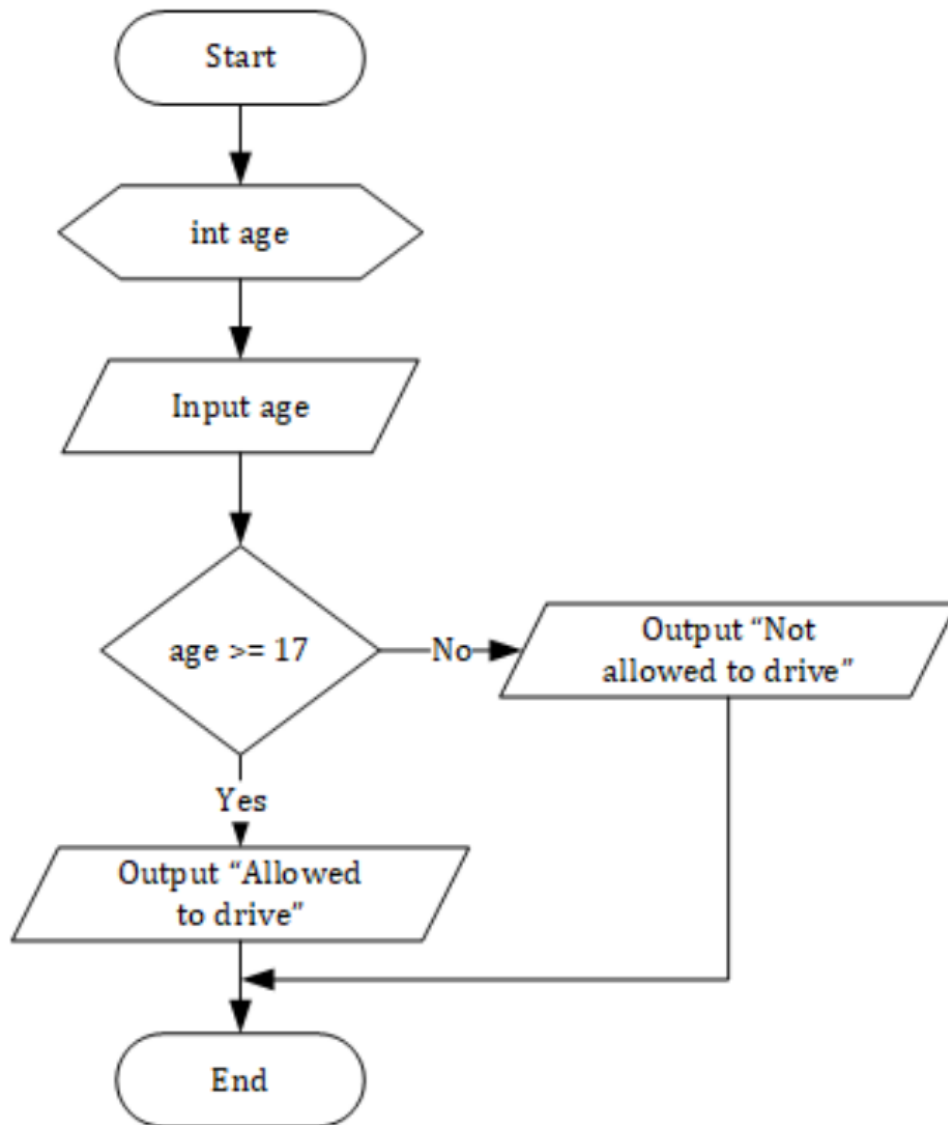 Start
int age
Input age
age >= 17
No
Output “Not
allowed to drive”
Yes
Output “Allowed
to drive”
End